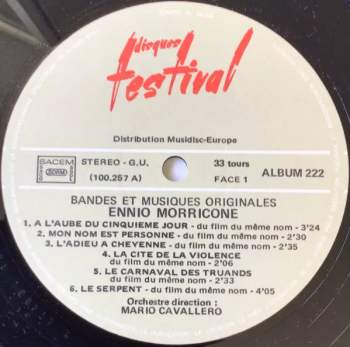 disques
festival
Distribution Musidisc-Europe
SACEM
SDRM
STEREO - G.U.
(100.257 A)
33 tours
FACE 1
ALBUM 222
BANDES ET MUSIQUES ORIGINALES
ENNIO MORRICONE
1. A L'AUBE DU CINQUIEME JOUR - du film du même nom - 3'24
2. MON NOM EST PERSONNE - du film du même nom - 2'30
3. L'ADIEU A CHEYENNE - du film du même nom - 2'35
4. LA CITE DE LA VIOLENCE
du film du même nom - 2'06
5. LE CARNAVAL DES TRUANDS
du film du même nom - 2'33
6. LE SERPENT - du film du même nom - 4'05
Orchestre direction :
MARIO CAVALLERO